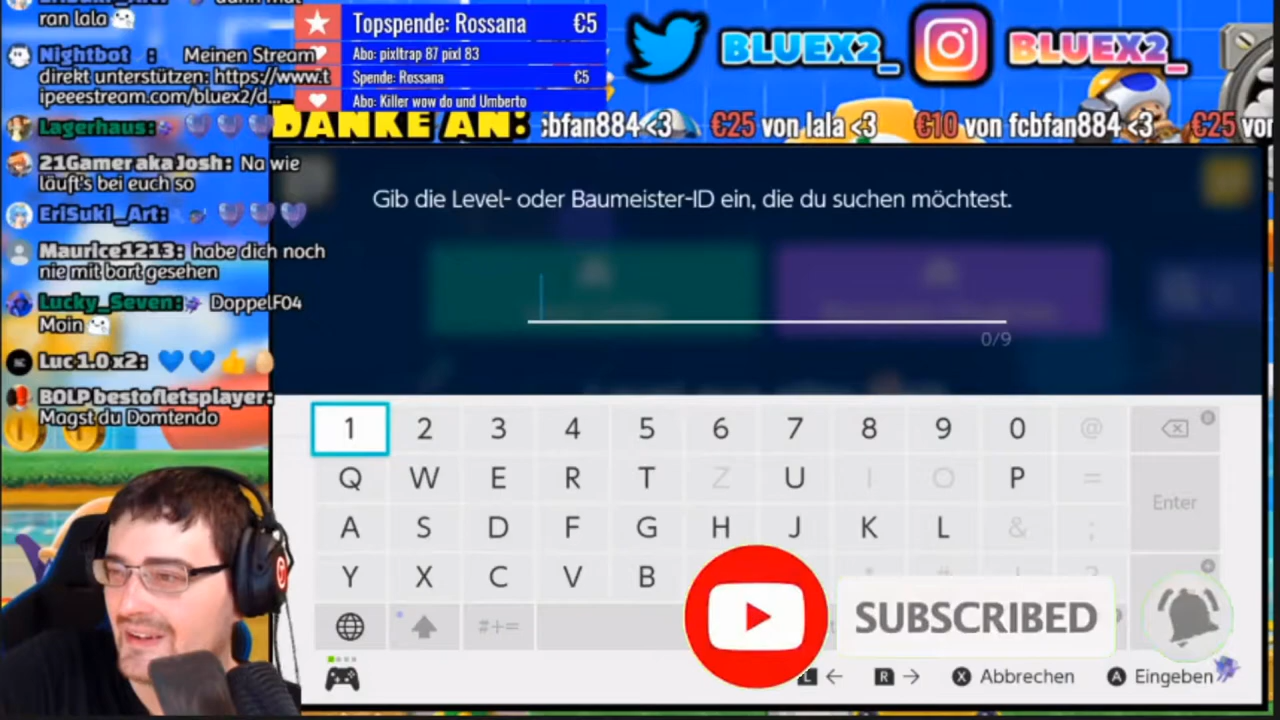 ran lala
Nightbot : Meinen Stream
direkt unterstützen: https://www.t
ipeeestream.com/bluex2/d...
Lagerhaus:
21Gamer aka Josh: Na wie
läuft's bei euch so
EriSuki_Art:
Maurice1213: habe dich noch
nie mit bart gesehen
Lucky_Seven: DoppelF04
Moin
Luc 1.0 x2:
BOLP bestofletsplayer:
Magst du Domtendo
Topspende: Rossana €5
Abo: pixltrap 87 pixl 83
Spende: Rossana €5
Abo: Killer wow do und Umberto
BLUEX2_ BLUEX2_
DANKE AN: cbfan884 <3 €25 von lala <3 €10 von fcbfan884 <3 €25 von
Gib die Level- oder Baumeister-ID ein, die du suchen möchtest.
0/9
1 2 3 4 5 6 7 8 9 0 @
Q W E R T Z U I O P =
Enter
A S D F G H J K L & ;
Y X C V B
#+=
SUBSCRIBED
L ← R → X Abbrechen A Eingeben